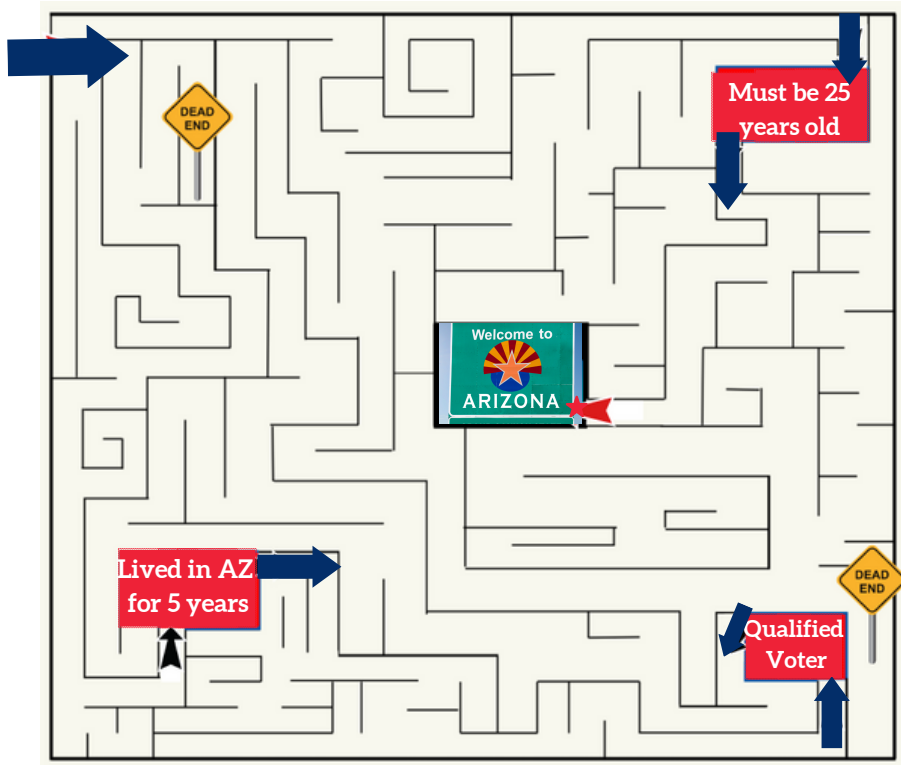 DEAD
END
Must be 25
years old
Welcome to
ARIZONA
Lived in AZ
for 5 years
DEAD
END
Qualified
Voter